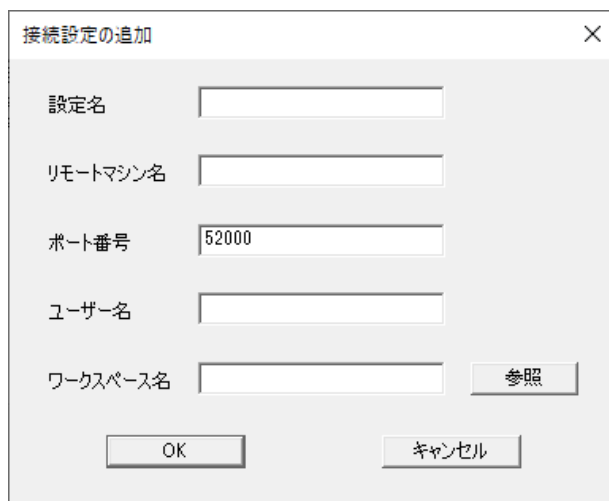 接続設定の追加
設定名
リモートマシン名
ポート番号 52000
ユーザー名
ワークスペース名 参照
OK キャンセル